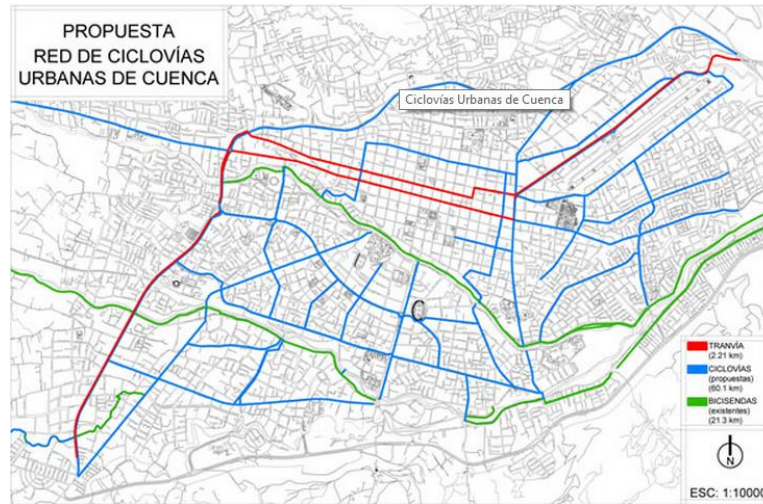 PROPUESTA
RED DE CICLOVÍAS
URBANAS DE CUENCA
Ciclovías Urbanas de Cuenca
TRANVÍA
(2.21 km)
CICLOVÍAS
(propuestas)
(60.1 km)
BICISENDAS
(existentes)
(21.3 km)
N
ESC: 1:10000